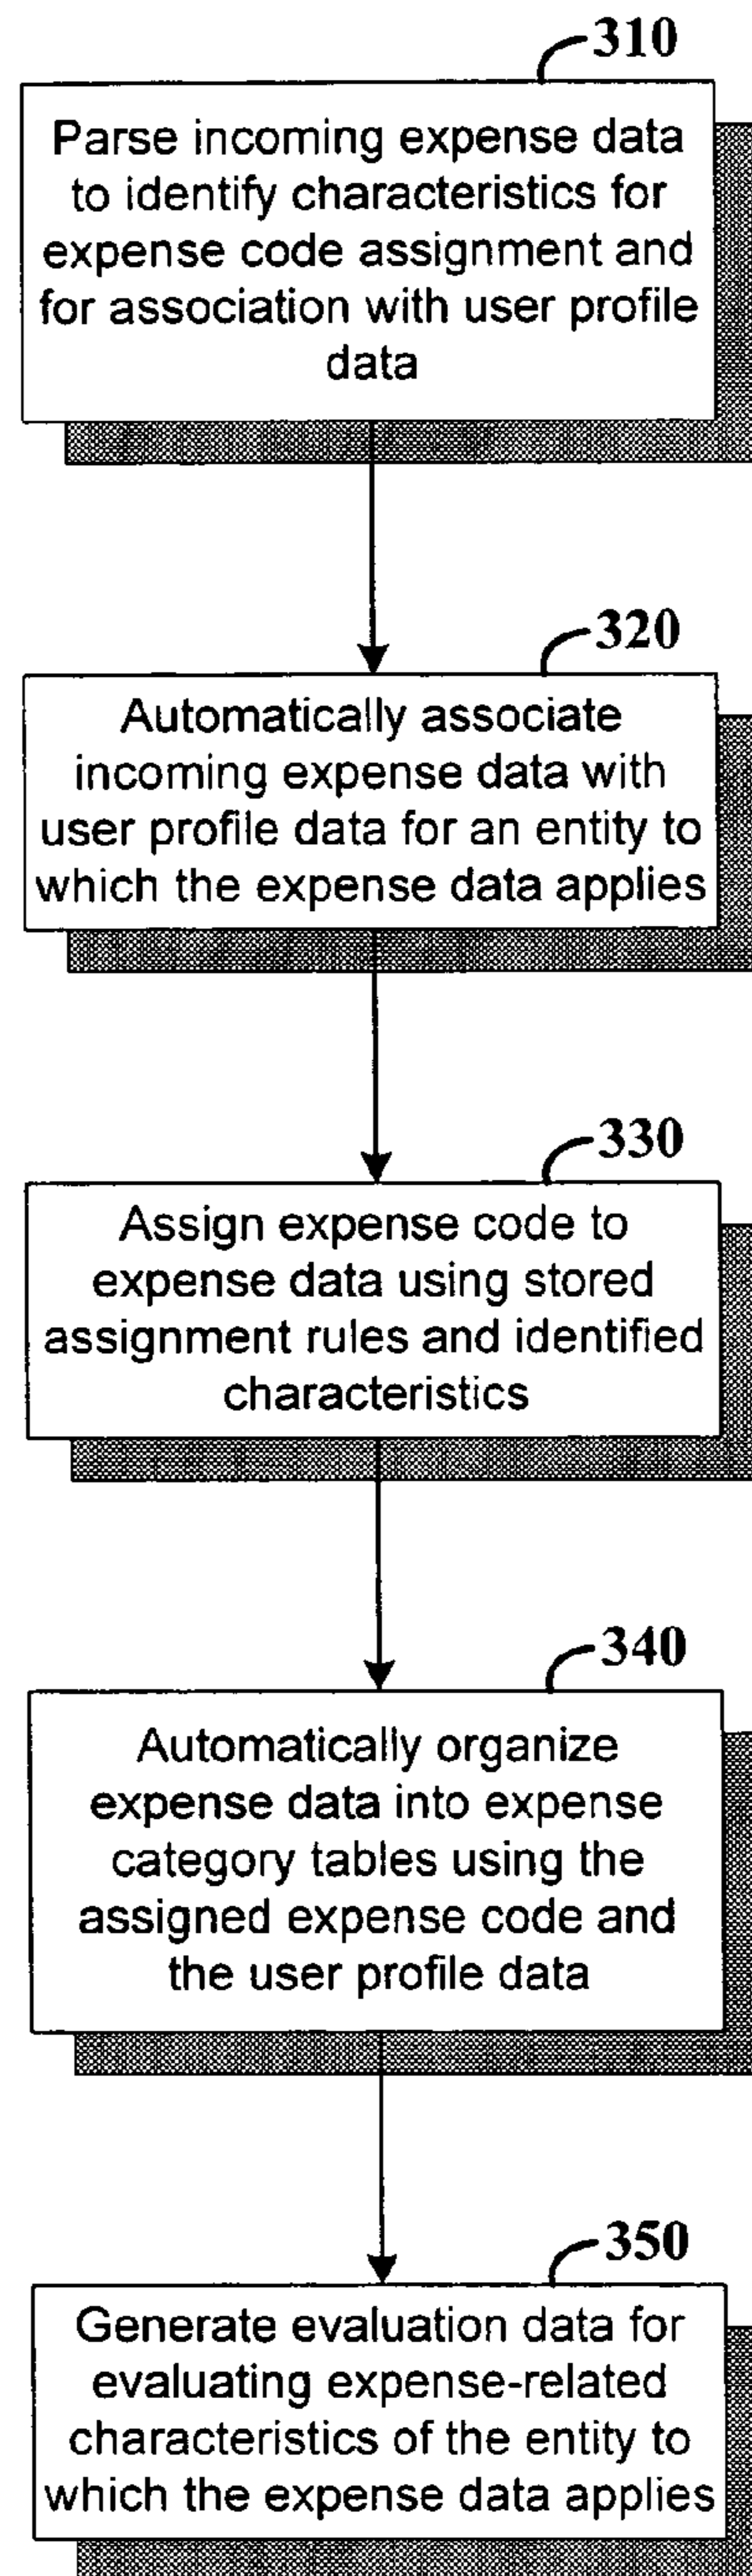 310
Parse incoming expense data
to identify characteristics for
expense code assignment and
for association with user profile
data
320
Automatically associate
incoming expense data with
user profile data for an entity to
which the expense data applies
330
Assign expense code to
expense data using stored
assignment rules and identified
characteristics
340
Automatically organize
expense data into expense
category tables using the
assigned expense code and
the user profile data
350
Generate evaluation data for
evaluating expense-related
characteristics of the entity to
which the expense data applies